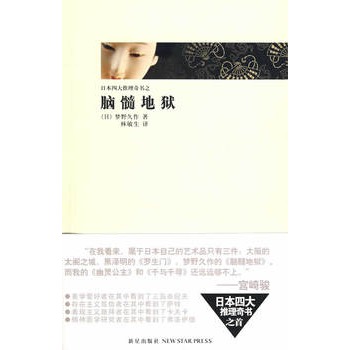 日本四大推理奇书之
脑髓地狱
〔日〕梦野久作 著
林敏生 译
"在我看来，属于日本自己的艺术品只有三件：大阪的
太阁之城、黑泽明的《罗生门》、梦野久作的《脑髓地狱》。
而我的《幽灵公主》和《千与千寻》还远远够不上。"
——宫崎骏
日本四大
推理奇书
之首
新星出版社 NEW STAR PRESS